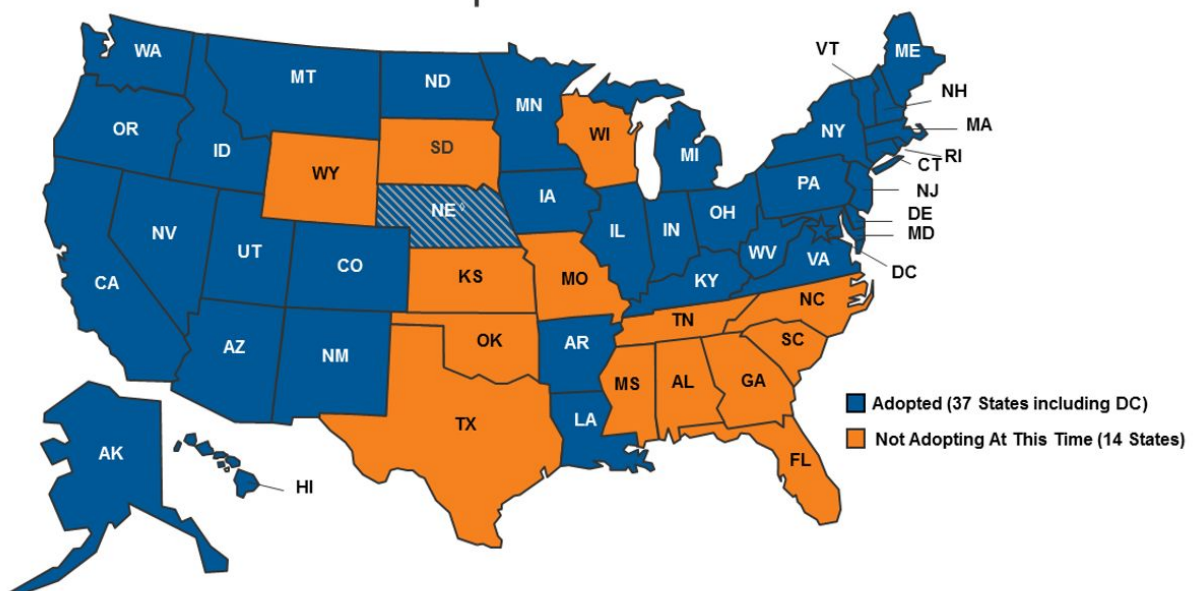 WA
MT
ND
MN
VT
ME
NH
MA
OR
ID
WY
SD
WI
MI
NY
RI
CT
NJ
DE
MD
DC
NV
UT
CO
NE◊
IA
IL
IN
OH
PA
WV
VA
KY
CA
KS
MO
NC
TN
SC
AZ
NM
OK
AR
MS
AL
GA
TX
LA
FL
AK
HI
Adopted (37 States including DC)
Not Adopting At This Time (14 States)